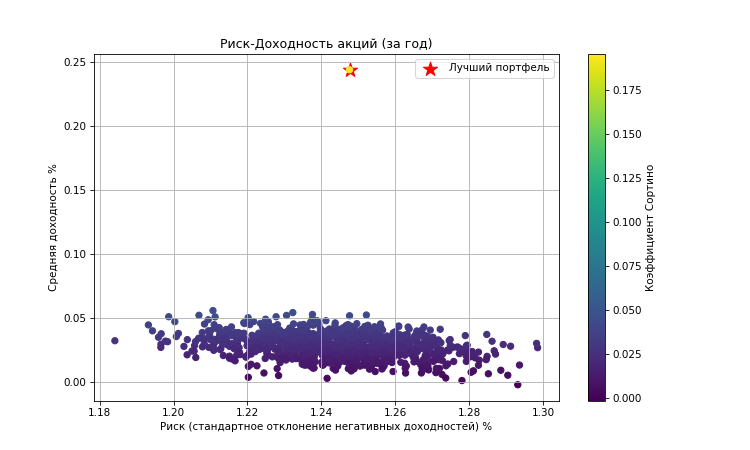 Риск-Доходность акций (за год)
Лучший портфель
Средняя доходность %
0.25
0.20
0.15
0.10
0.05
0.00
1.18 1.20 1.22 1.24 1.26 1.28 1.30
Риск (стандартное отклонение негативных доходностей) %
0.175
0.150
0.125
0.100
0.075
0.050
0.025
0.000
Коэффициент Сортино